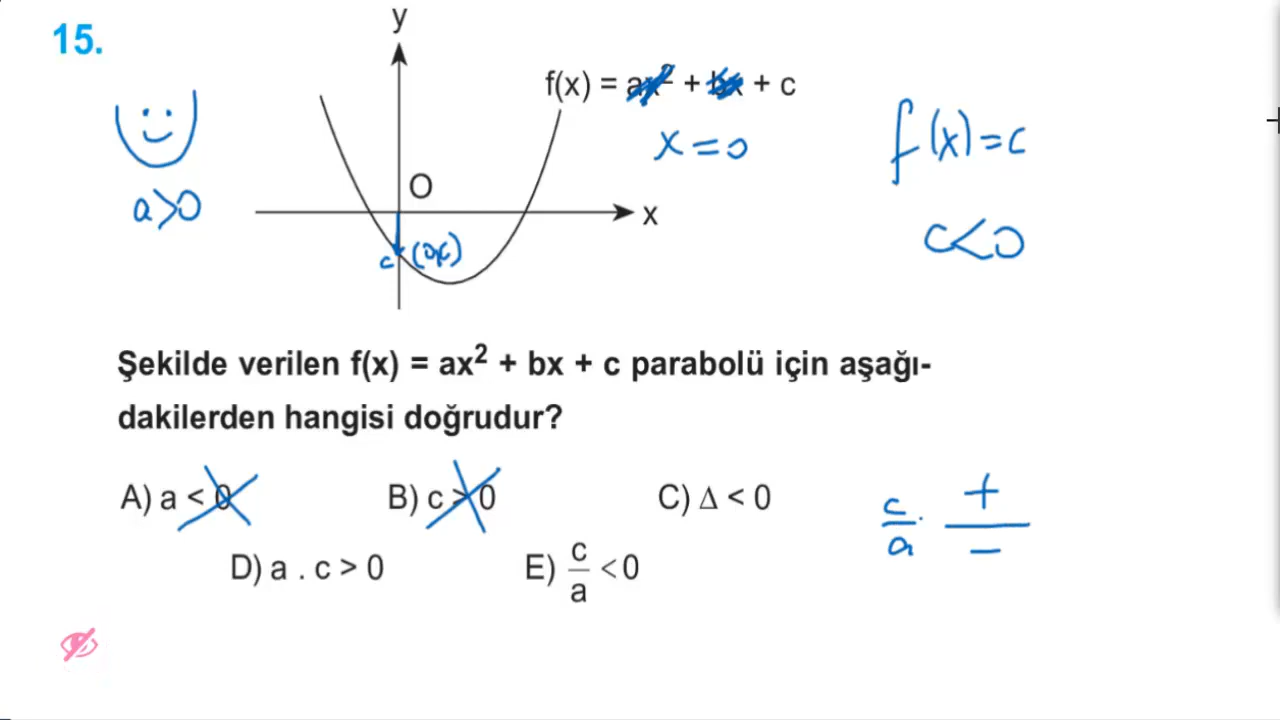 15.
y
f(x) = ax² + bx + c
x = 0
f(x) = c
a>0
O
x
c (0,c)
c<0
Şekilde verilen f(x) = ax² + bx + c parabolü için aşağı-
dakilerden hangisi doğrudur?
A) a < 0 B) c > 0 C) Δ < 0
D) a . c > 0 E) c/a < 0
c/a . +/−